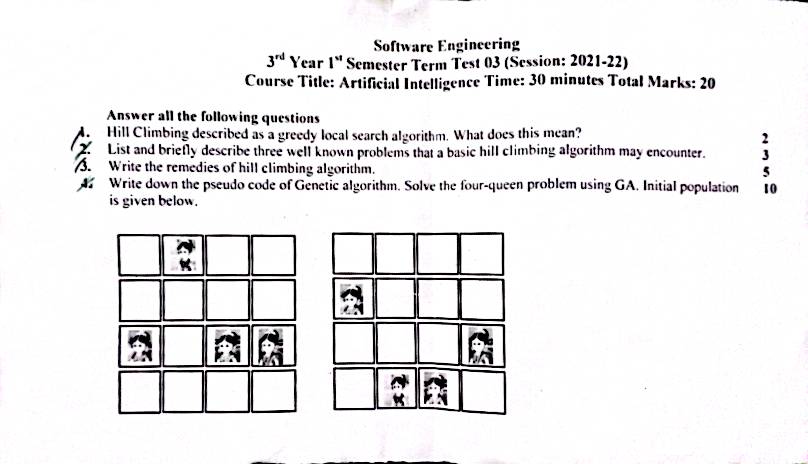 Software Engineering
3rd Year 1st Semester Term Test 03 (Session: 2021-22)
Course Title: Artificial Intelligence Time: 30 minutes Total Marks: 20
Answer all the following questions
1. Hill Climbing described as a greedy local search algorithm. What does this mean? 2
2. List and briefly describe three well known problems that a basic hill climbing algorithm may encounter. 3
3. Write the remedies of hill climbing algorithm. 5
4. Write down the pseudo code of Genetic algorithm. Solve the four-queen problem using GA. Initial population 10
is given below.